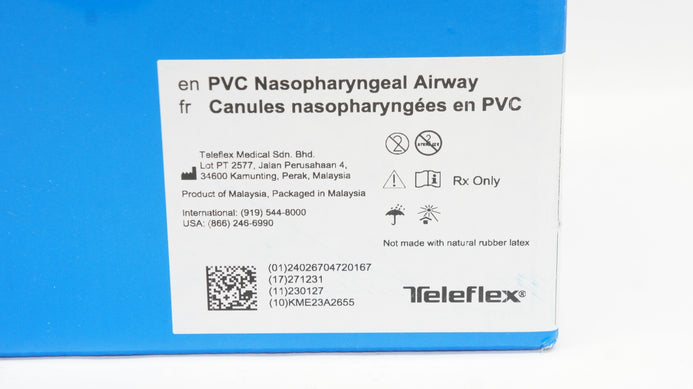 en PVC Nasopharyngeal Airway
fr Canules nasopharyngées en PVC
Teleflex Medical Sdn. Bhd.
Lot PT 2577, Jalan Perusahaan 4,
34600 Kamunting, Perak, Malaysia
Product of Malaysia, Packaged in Malaysia
International: (919) 544-8000
USA: (866) 246-6990
2
2
Rx Only
Not made with natural rubber latex
(01)24026704720167
(17)271231
(11)230127
(10)KME23A2655
Teleflex®